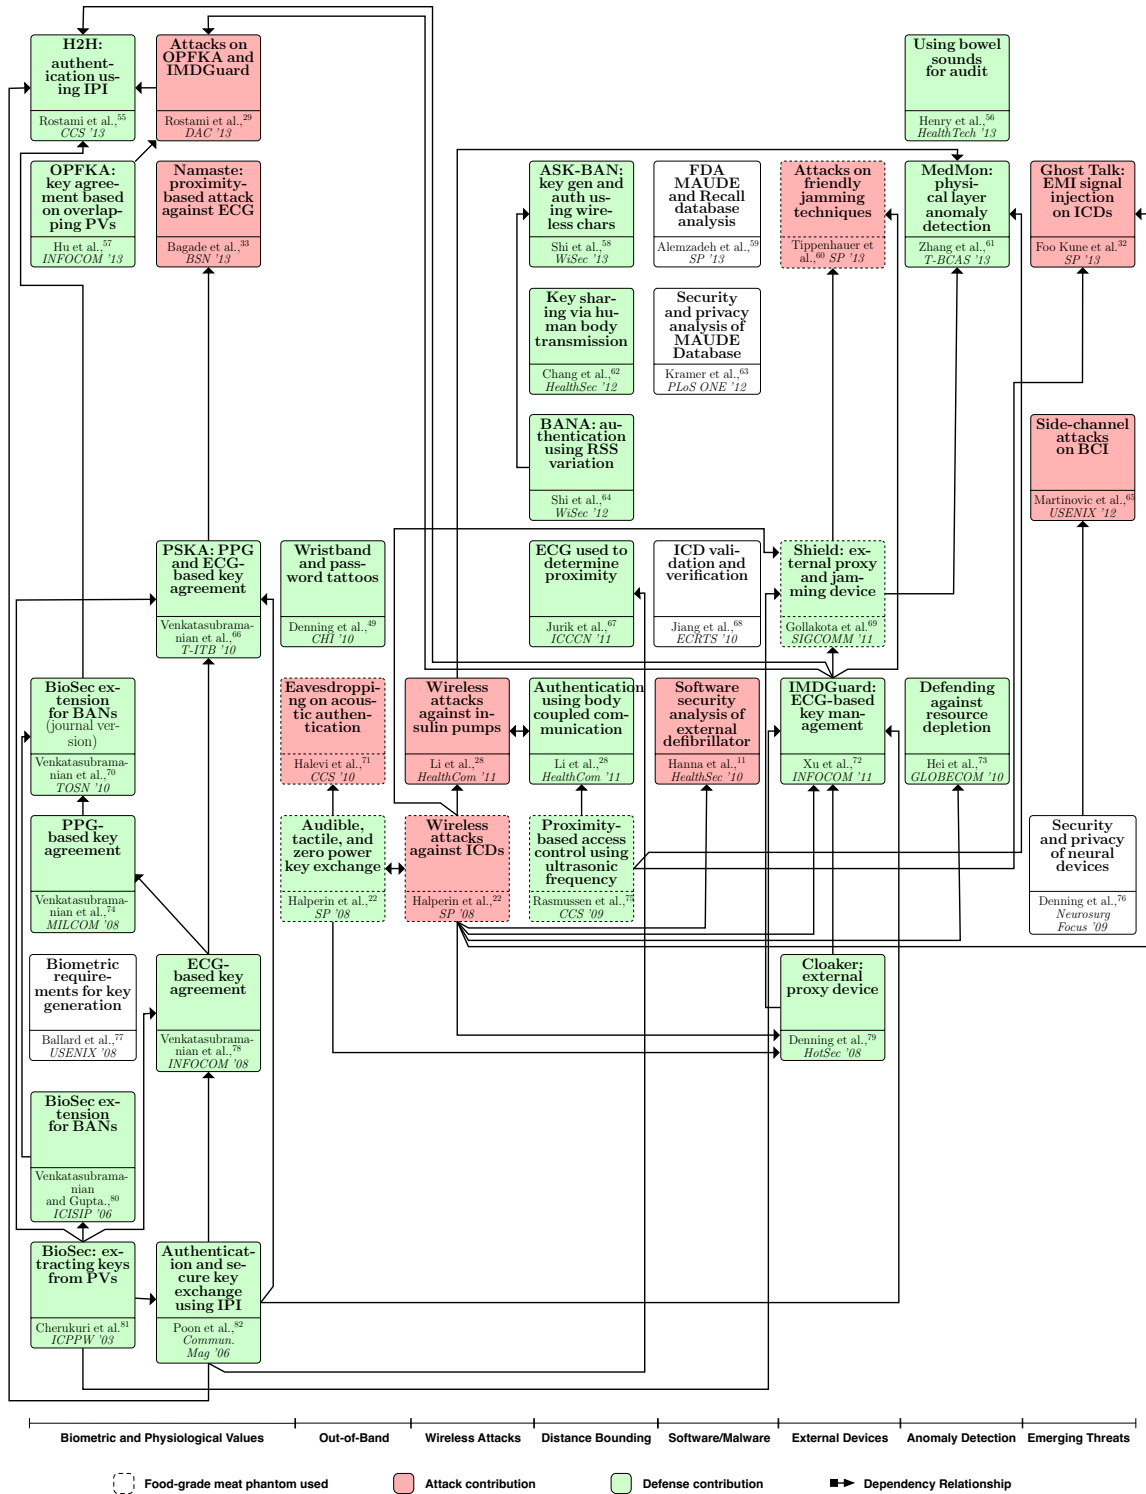 H2H:
authent-
ication us-
ing IPI
Rostami et al.,55
CCS '13
Attacks on
OPFKA and
IMDGuard
Rostami et al.,29
DAC '13
Using bowel
sounds
for audit
Henry et al.,56
HealthTech '13
OPFKA:
key agree-
ment based
on overlap-
ping PVs
Hu et al.,57
INFOCOM '13
Namaste:
proximity-
based attack
against ECG
Bagade et al.,33
BSN '13
ASK-BAN:
key gen and
auth us-
ing wire-
less chars
Shi et al.,58
WiSec '13
FDA
MAUDE
and Recall
database
analysis
Alemzadeh et al.,59
SP '13
Attacks on
friendly
jamming
techniques
Tippenhauer et
al.,60 SP '13
MedMon:
physi-
cal layer
anomaly
detection
Zhang et al.,61
T-BCAS '13
Ghost Talk:
EMI signal
injection
on ICDs
Foo Kune et al.32
SP '13
Key shar-
ing via hu-
man body
transmission
Chang et al.,62
HealthSec '12
Security
and privacy
analysis of
MAUDE
Database
Kramer et al.,63
PLoS ONE '12
BANA: au-
thentication
using RSS
variation
Shi et al.,64
WiSec '12
Side-channel
attacks
on BCI
Martinovic et al.,65
USENIX '12
PSKA: PPG
and ECG-
based key
agreement
Venkatasubrama-
nian et al.,66
T-ITB '10
Wristband
and pass-
word tattoos
Denning et al.,49
CHI '10
ECG used to
determine
proximity
Jurik et al.,67
ICCCN '11
ICD vali-
dation and
verification
Jiang et al.,68
ECRTS '10
Shield: ex-
ternal proxy
and jam-
ming device
Gollakota et al.,69
SIGCOMM '11
BioSec ex-
tension
for BANs
(journal ver-
sion)
Venkatasubrama-
nian et al.,70
TOSN '10
Eavesdroppi-
ng on acous-
tic authen-
tication
Halevi et al.,71
CCS '10
Wireless
attacks
against in-
sulin pumps
Li et al.,28
HealthCom '11
Authentication
using body
coupled com-
munication
Li et al.,28
HealthCom '11
Software
security
analysis of
external
defibrillator
Hanna et al.,11
HealthSec '10
IMDGuard:
ECG-based
key man-
agement
Xu et al.,72
INFOCOM '11
Defending
against
resource
depletion
Hei et al.,73
GLOBECOM '10
PPG-
based key
agreement
Venkatasubrama-
nian et al.,74
MILCOM '08
Audible,
tactile, and
zero power
key exchange
Halperin et al.,22
SP '08
Wireless
attacks
against ICDs
Halperin et al.,22
SP '08
Proximity-
based access
control using
ultrasonic
frequency
Rasmussen et al.,75
CCS '09
Security
and privacy
of neural
devices
Denning et al.,76
Neurosurg
Focus '09
Biometric
require-
ments for key
generation
Ballard et al.,77
USENIX '08
ECG-
based key
agreement
Venkatasubrama-
nian et al.,78
INFOCOM '08
Cloaker:
external
proxy device
Denning et al.,79
HotSec '08
BioSec ex-
tension
for BANs
Venkatasubrama-
nian
and Gupta.,80
ICISIP '06
BioSec: ex-
tracting keys
from PVs
Cherukuri et al.81
ICPPW '03
Authenticat-
ion and se-
cure key
exchange
using IPI
Poon et al.,82
Commun.
Mag '06
Biometric and Physiological Values
Out-of-Band
Wireless Attacks
Distance Bounding
Software/Malware
External Devices
Anomaly Detection
Emerging Threats
Food-grade meat phantom used
Attack contribution
Defense contribution
Dependency Relationship